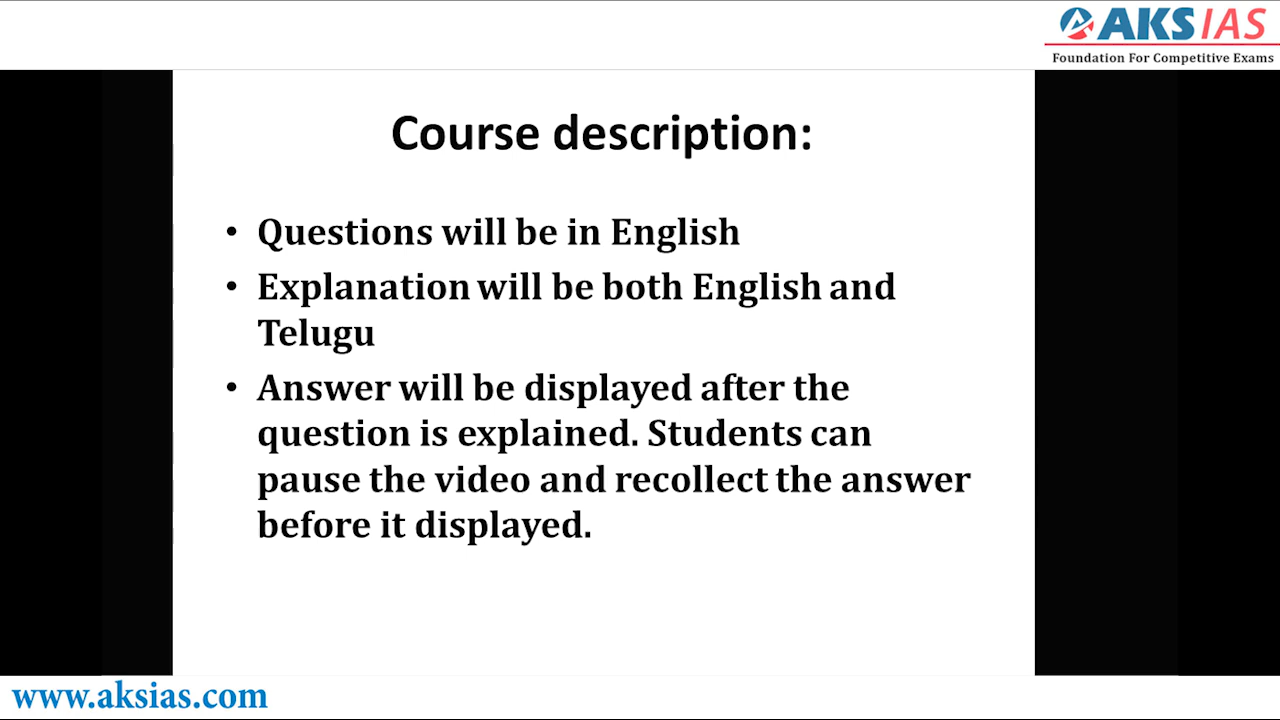 AKS IAS
Foundation For Competitive Exams
Course description:
• Questions will be in English
• Explanation will be both English and
Telugu
• Answer will be displayed after the
question is explained. Students can
pause the video and recollect the answer
before it displayed.
www.aksias.com